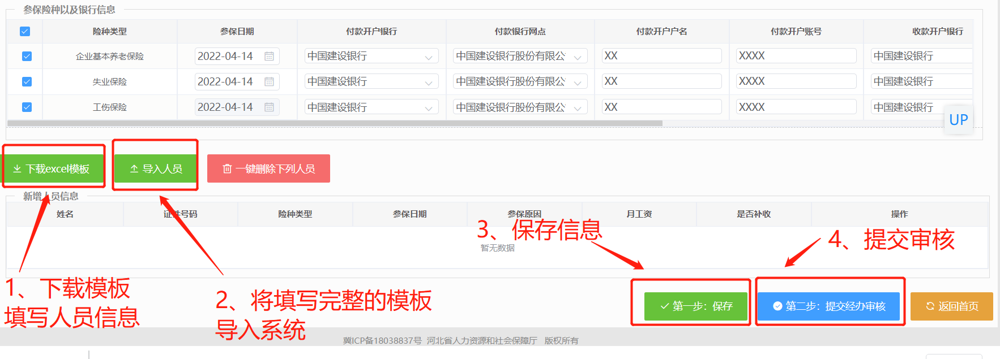 参保险种以及银行信息
险种类型 参保日期 付款开户银行 付款银行网点 付款开户户名 付款开户账号 收款开户银行
企业基本养老保险 2022-04-14 中国建设银行 中国建设银行股份有限公 XX XXXX 中国建设银行
失业保险 2022-04-14 中国建设银行 中国建设银行股份有限公 XX XXXX 中国建设银行
工伤保险 2022-04-14 中国建设银行 中国建设银行股份有限公 XX XXXX 中国建设银行
UP
下载excel模板 导入人员 一键删除下列人员
新增人员信息
姓名 证件号码 险种类型 参保日期 参保原因 月工资 是否补收 操作
3、保存信息
4、提交审核
暂无数据
1、下载模板
填写人员信息
2、将填写完整的模板
导入系统
第一步：保存 第二步：提交经办审核 返回首页
冀ICP备18038837号 河北省人力资源和社会保障厅 版权所有